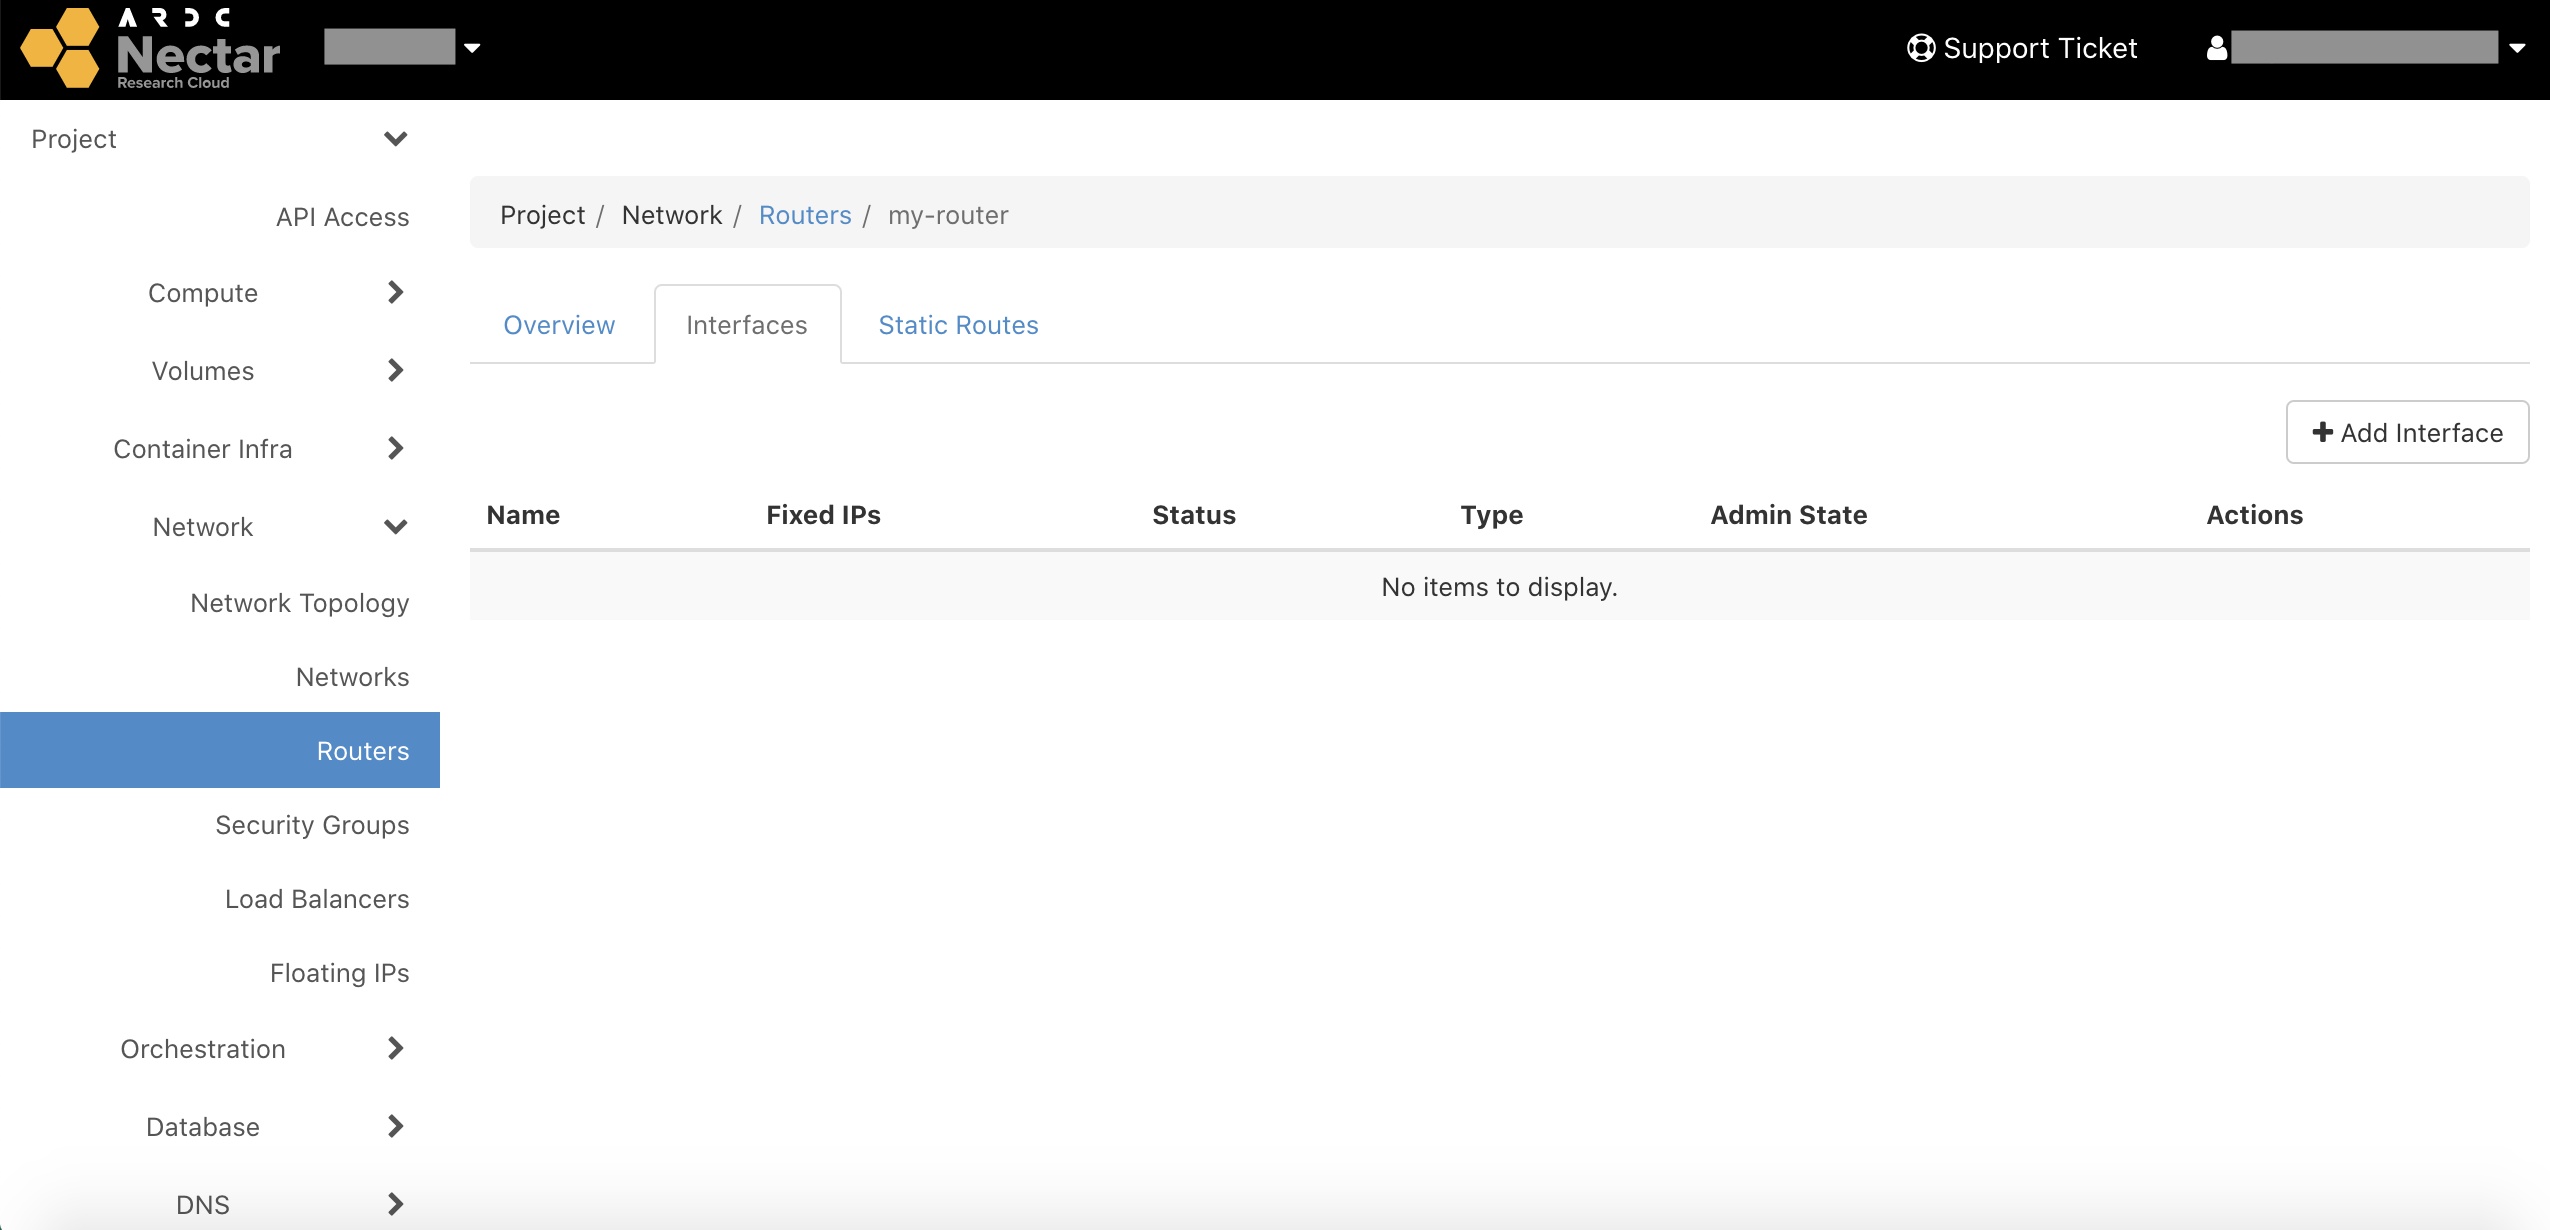 ARDC
Nectar
Research Cloud
Support Ticket
Project
API Access
Compute
Volumes
Container Infra
Network
Network Topology
Networks
Routers
Security Groups
Load Balancers
Floating IPs
Orchestration
Database
DNS
Project / Network / Routers / my-router
Overview Interfaces Static Routes
Add Interface
Name Fixed IPs Status Type Admin State Actions
No items to display.